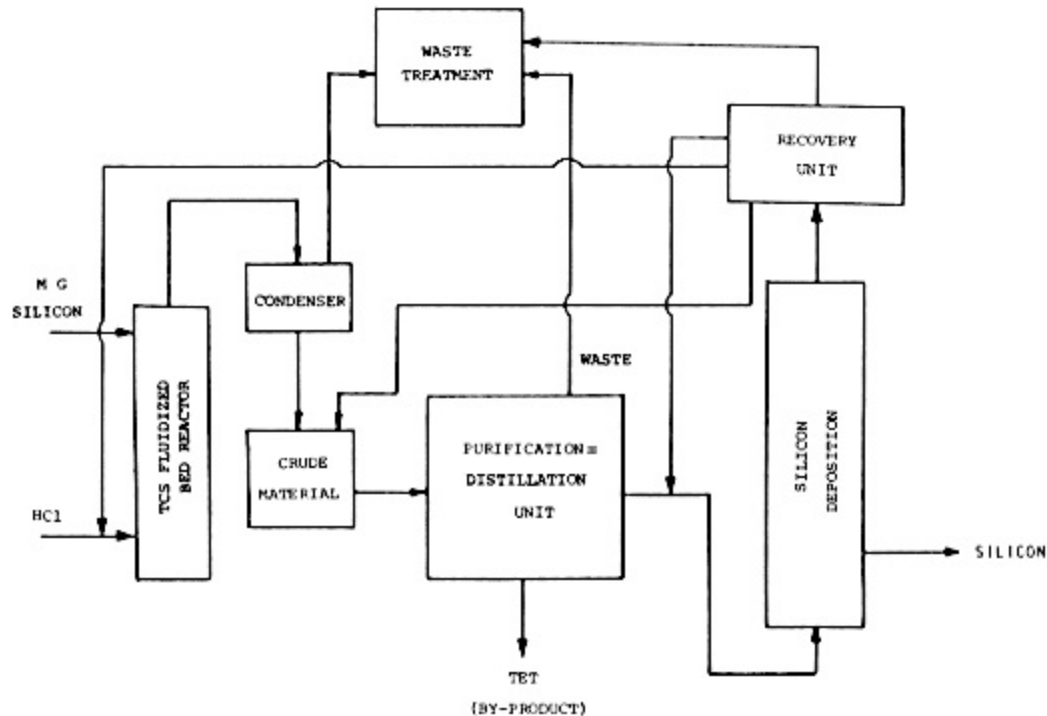 WASTE
TREATMENT
RECOVERY
UNIT
M G
SILICON
CONDENSER
TCS FLUIDIZED
BED REACTOR
WASTE
CRUDE
MATERIAL
PURIFICATION=
DISTILLATION
UNIT
SILICON
DEPOSITION
HCl
SILICON
TET
(BY-PRODUCT)